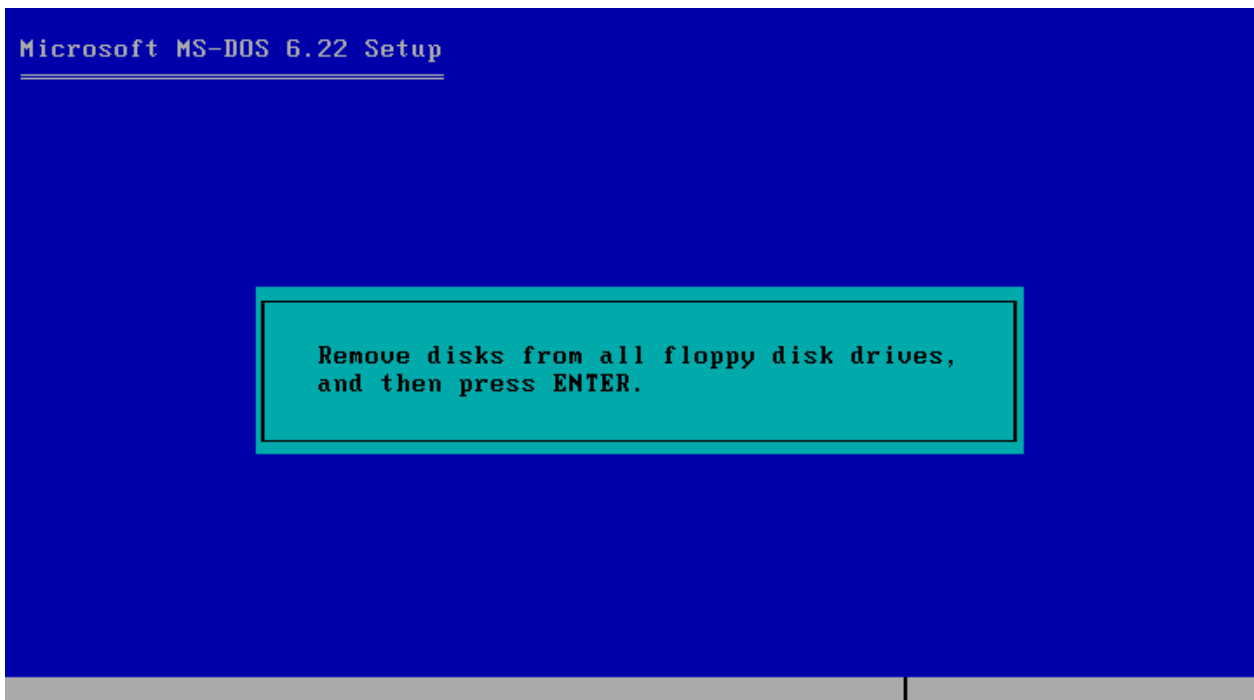 Microsoft MS-DOS 6.22 Setup
Remove disks from all floppy disk drives,
and then press ENTER.